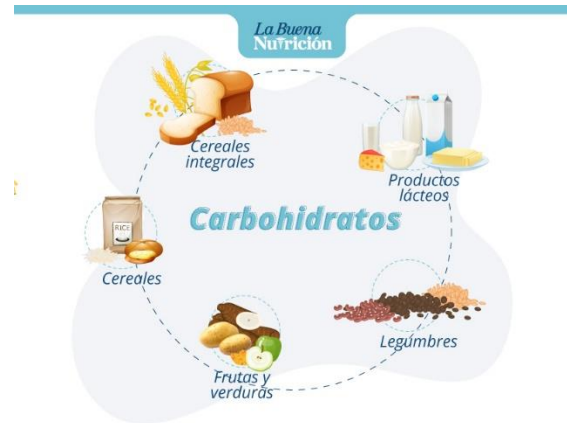 La Buena
Nutrición
Cereales
integrales
Productos
lácteos
Carbohidratos
RICE
Cereales
Legumbres
Frutas y
verduras